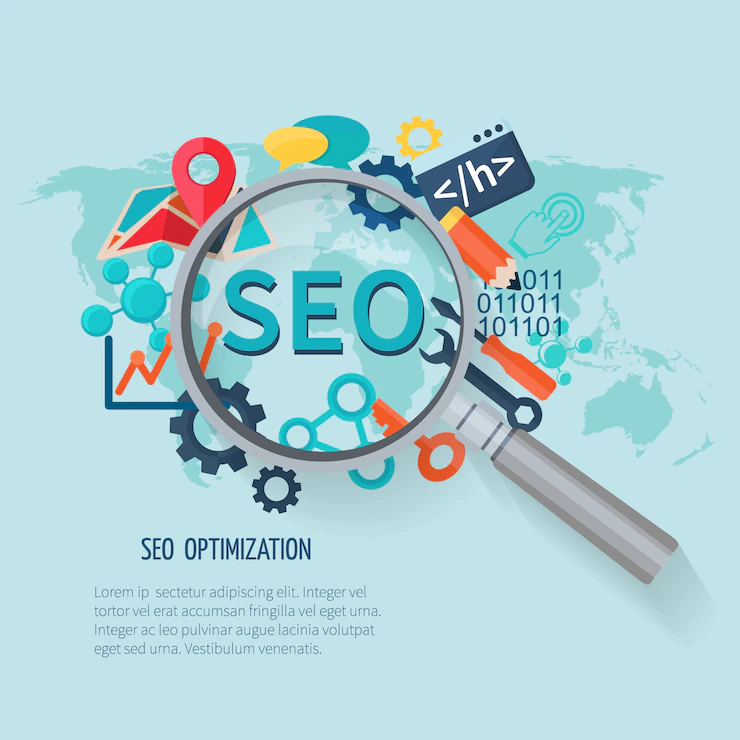 </h>
SEO
011011
101101
SEO OPTIMIZATION
Lorem ip sectetur adipiscing elit. Integer vel
tortor vel erat accumsan fringilla vel eget urna.
Integer ac leo pulvinar augue lacinia volutpat
eget sed urna. Vestibulum venenatis.